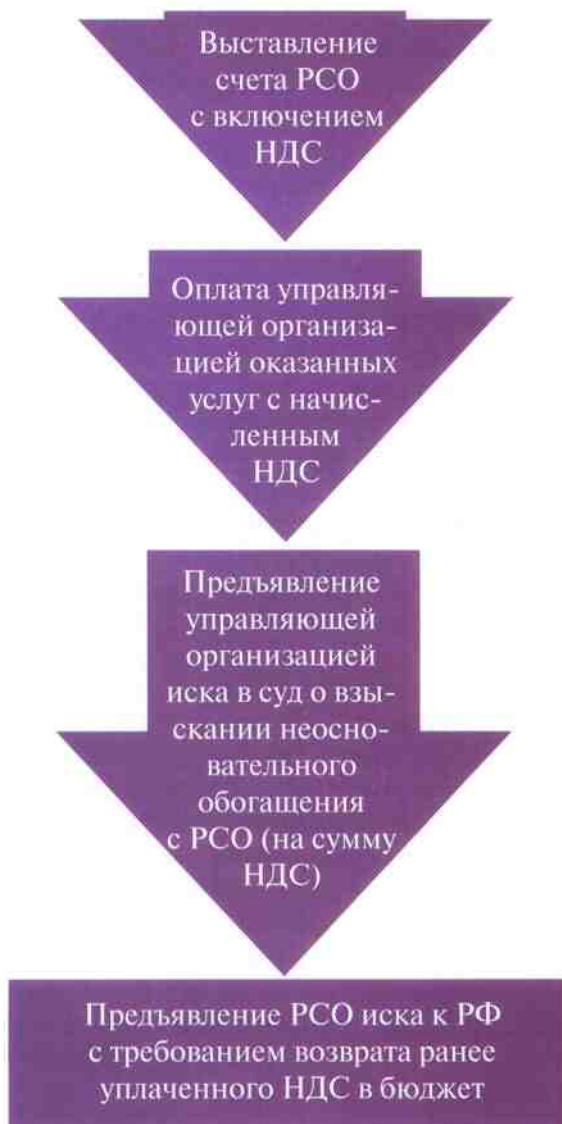 Выставление
счета РСО
с включением
НДС
Оплата управля-
ющей организа-
цией оказанных
услуг с начис-
ленным
НДС
Предъявление
управляющей
организацией
иска в суд о взы-
скании неосно-
вательного
обогащения
с РСО (на сумму
НДС)
Предъявление РСО иска к РФ
с требованием возврата ранее
уплаченного НДС в бюджет